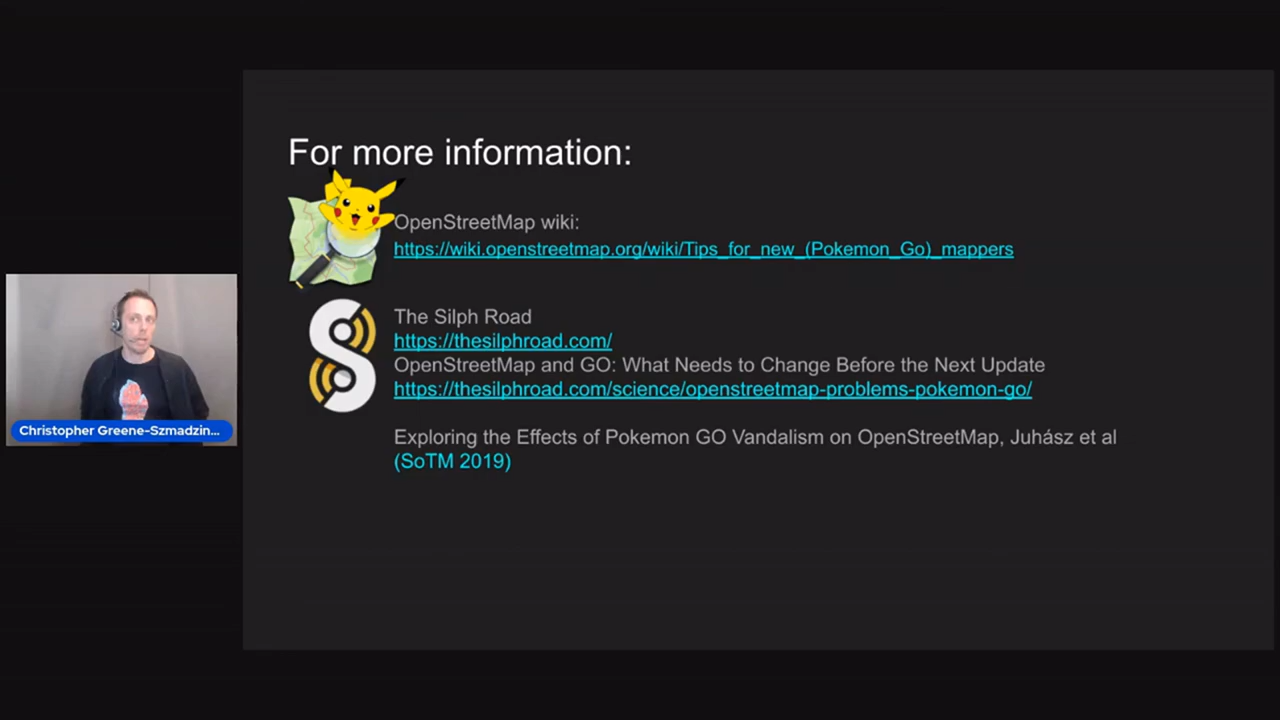 For more information:
OpenStreetMap wiki:
https://wiki.openstreetmap.org/wiki/Tips_for_new_(Pokemon_Go)_mappers
The Silph Road
https://thesilphroad.com/
OpenStreetMap and GO: What Needs to Change Before the Next Update
https://thesilphroad.com/science/openstreetmap-problems-pokemon-go/
Exploring the Effects of Pokemon GO Vandalism on OpenStreetMap, Juhász et al
(SoTM 2019)
Christopher Greene-Szmadzin...